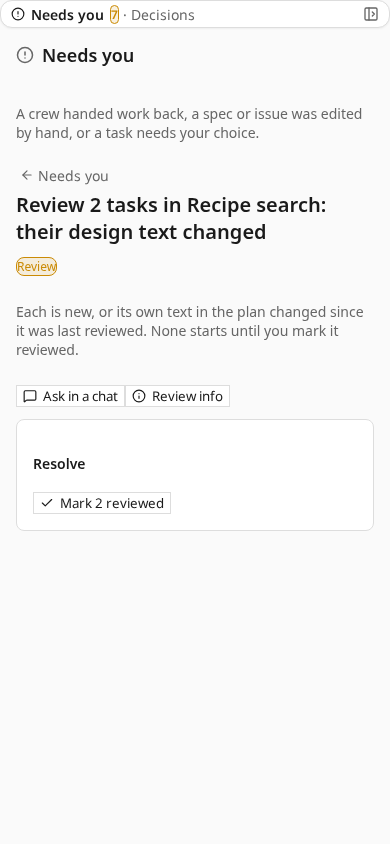 Needs you 7 · Decisions
Needs you
A crew handed work back, a spec or issue was edited
by hand, or a task needs your choice.
Needs you
Review 2 tasks in Recipe search:
their design text changed
Review
Each is new, or its own text in the plan changed since
it was last reviewed. None starts until you mark it
reviewed.
Ask in a chat Review info
Resolve
Mark 2 reviewed